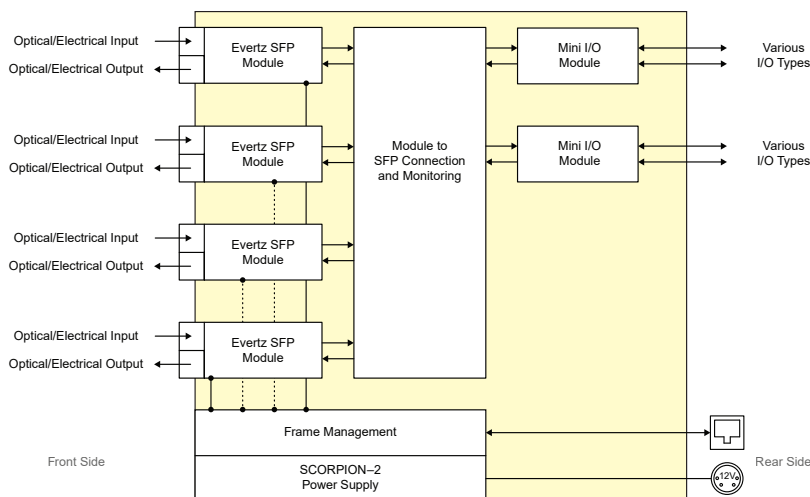 Optical/Electrical Input
Optical/Electrical Output
Evertz SFP
Module
Mini I/O
Module
Various
I/O Types
Optical/Electrical Input
Optical/Electrical Output
Evertz SFP
Module
Module to
SFP Connection
and Monitoring
Mini I/O
Module
Various
I/O Types
Optical/Electrical Input
Optical/Electrical Output
Evertz SFP
Module
Optical/Electrical Input
Optical/Electrical Output
Evertz SFP
Module
Frame Management
Front Side
SCORPION–2
Power Supply
12V
Rear Side